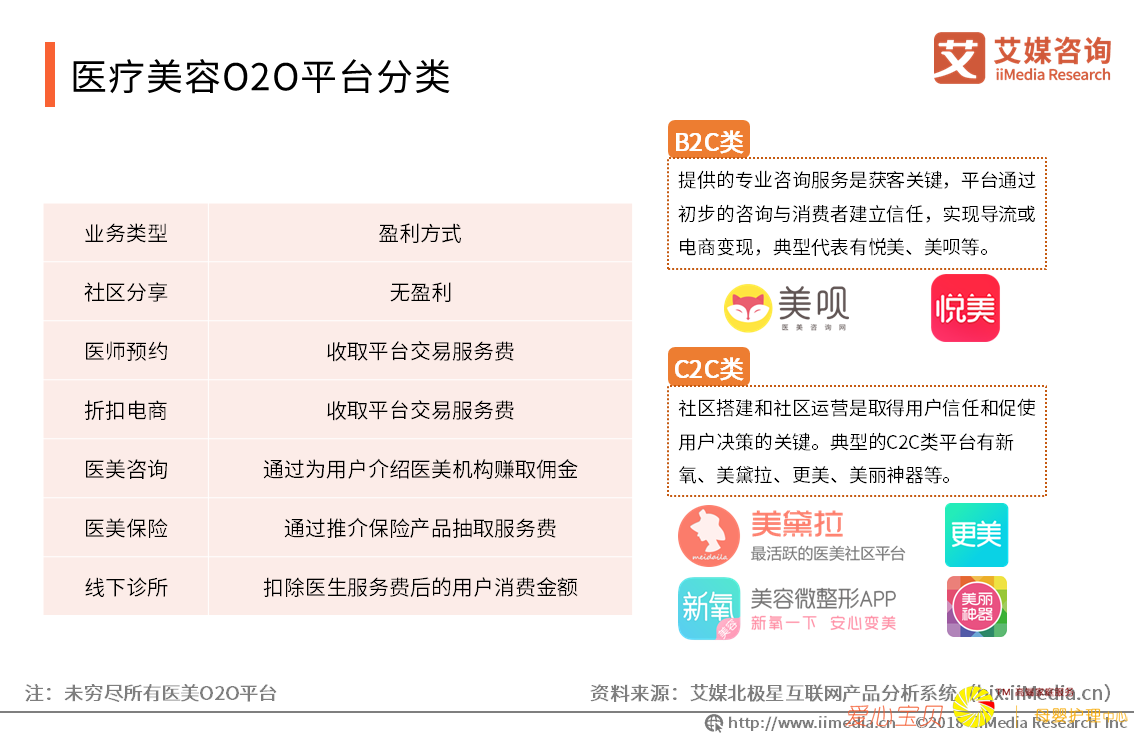 医疗美容O2O平台分类
艾媒咨询
iiMedia Research
业务类型 盈利方式
社区分享 无盈利
医师预约 收取平台交易服务费
折扣电商 收取平台交易服务费
医美咨询 通过为用户介绍医美机构赚取佣金
医美保险 通过推介保险产品抽取服务费
线下诊所 扣除医生服务费后的用户消费金额
B2C类
提供的专业咨询服务是获客关键，平台通过
初步的咨询与消费者建立信任，实现导流或
电商变现，典型代表有悦美、美呗等。
美呗
医美咨询网
悦美
C2C类
社区搭建和社区运营是取得用户信任和促使
用户决策的关键。典型的C2C类平台有新
氧、美黛拉、更美、美丽神器等。
meidaila
美黛拉
最活跃的医美社区平台
更美
新氧
美容
美容微整形APP
新氧一下 安心变美
美丽
神器
注：未穷尽所有医美O2O平台
资料来源：艾媒北极星互联网产品分析系统（bjx.iiMedia.cn）
http://www.iimedia.cn ©2018 iiMedia Research Inc
爱心宝贝
母婴护理中心